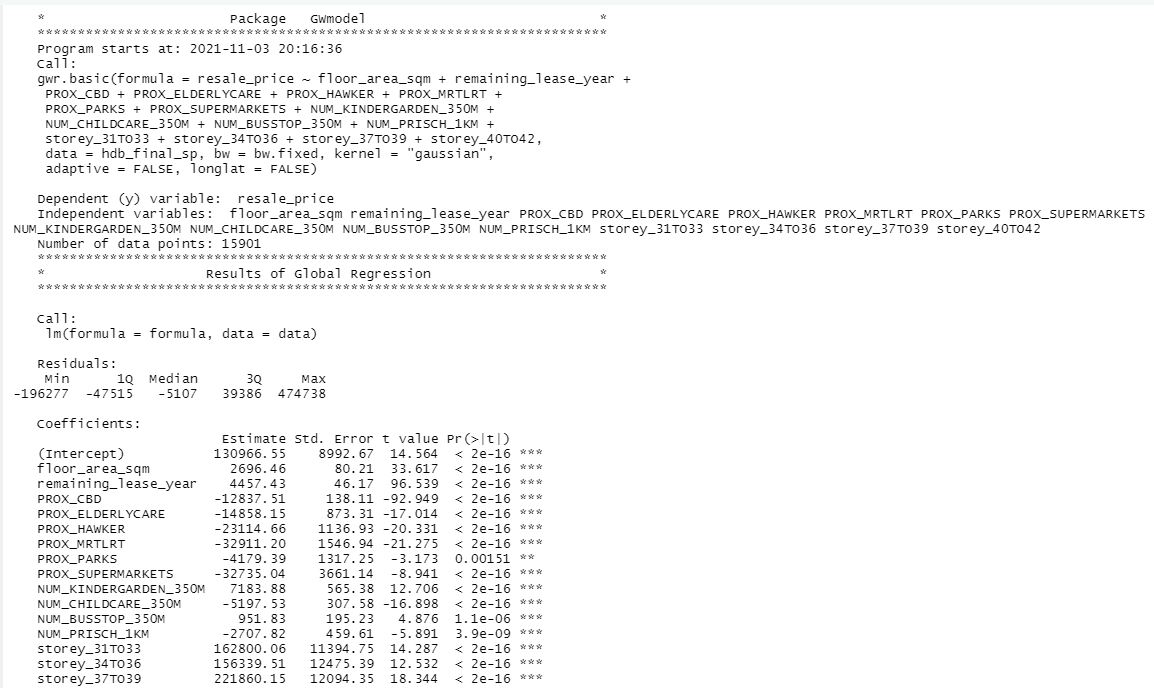 * Package GWmodel *
***********************************************************************
Program starts at: 2021-11-03 20:16:36
Call:
gwr.basic(formula = resale_price ~ floor_area_sqm + remaining_lease_year +
PROX_CBD + PROX_ELDERLYCARE + PROX_HAWKER + PROX_MRTLRT +
PROX_PARKS + PROX_SUPERMARKETS + NUM_KINDERGARDEN_350M +
NUM_CHILDCARE_350M + NUM_BUSSTOP_350M + NUM_PRISCH_1KM +
storey_31TO33 + storey_34TO36 + storey_37TO39 + storey_40TO42,
data = hdb_final_sp, bw = bw.fixed, kernel = "gaussian",
adaptive = FALSE, longlat = FALSE)
Dependent (y) variable: resale_price
Independent variables: floor_area_sqm remaining_lease_year PROX_CBD PROX_ELDERLYCARE PROX_HAWKER PROX_MRTLRT PROX_PARKS PROX_SUPERMARKETS
NUM_KINDERGARDEN_350M NUM_CHILDCARE_350M NUM_BUSSTOP_350M NUM_PRISCH_1KM storey_31TO33 storey_34TO36 storey_37TO39 storey_40TO42
Number of data points: 15901
***********************************************************************
* Results of Global Regression *
***********************************************************************
Call:
lm(formula = formula, data = data)
Residuals:
Min 1Q Median 3Q Max
-196277 -47515 -5107 39386 474738
Coefficients:
Estimate Std. Error t value Pr(>|t|)
(Intercept) 130966.55 8992.67 14.564 < 2e-16 ***
floor_area_sqm 2696.46 80.21 33.617 < 2e-16 ***
remaining_lease_year 4457.43 46.17 96.539 < 2e-16 ***
PROX_CBD -12837.51 138.11 -92.949 < 2e-16 ***
PROX_ELDERLYCARE -14858.15 873.31 -17.014 < 2e-16 ***
PROX_HAWKER -23114.66 1136.93 -20.331 < 2e-16 ***
PROX_MRTLRT -32911.20 1546.94 -21.275 < 2e-16 ***
PROX_PARKS -4179.39 1317.25 -3.173 0.00151 **
PROX_SUPERMARKETS -32735.04 3661.14 -8.941 < 2e-16 ***
NUM_KINDERGARDEN_350M 7183.88 565.38 12.706 < 2e-16 ***
NUM_CHILDCARE_350M -5197.53 307.58 -16.898 < 2e-16 ***
NUM_BUSSTOP_350M 951.83 195.23 4.876 1.1e-06 ***
NUM_PRISCH_1KM -2707.82 459.61 -5.891 3.9e-09 ***
storey_31TO33 162800.06 11394.75 14.287 < 2e-16 ***
storey_34TO36 156339.51 12475.39 12.532 < 2e-16 ***
storey_37TO39 221860.15 12094.35 18.344 < 2e-16 ***